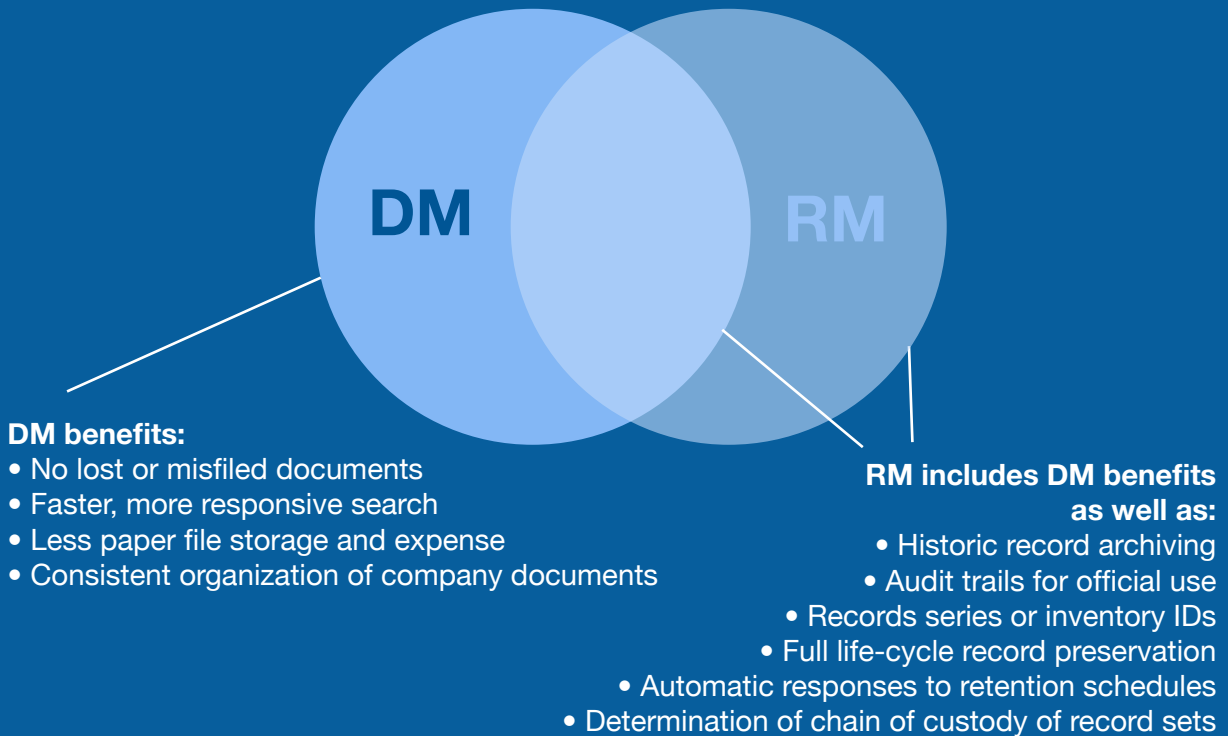 DM
RM
DM benefits:
• No lost or misfiled documents
• Faster, more responsive search
• Less paper file storage and expense
• Consistent organization of company documents
RM includes DM benefits
as well as:
• Historic record archiving
• Audit trails for official use
• Records series or inventory IDs
• Full life-cycle record preservation
• Automatic responses to retention schedules
• Determination of chain of custody of record sets